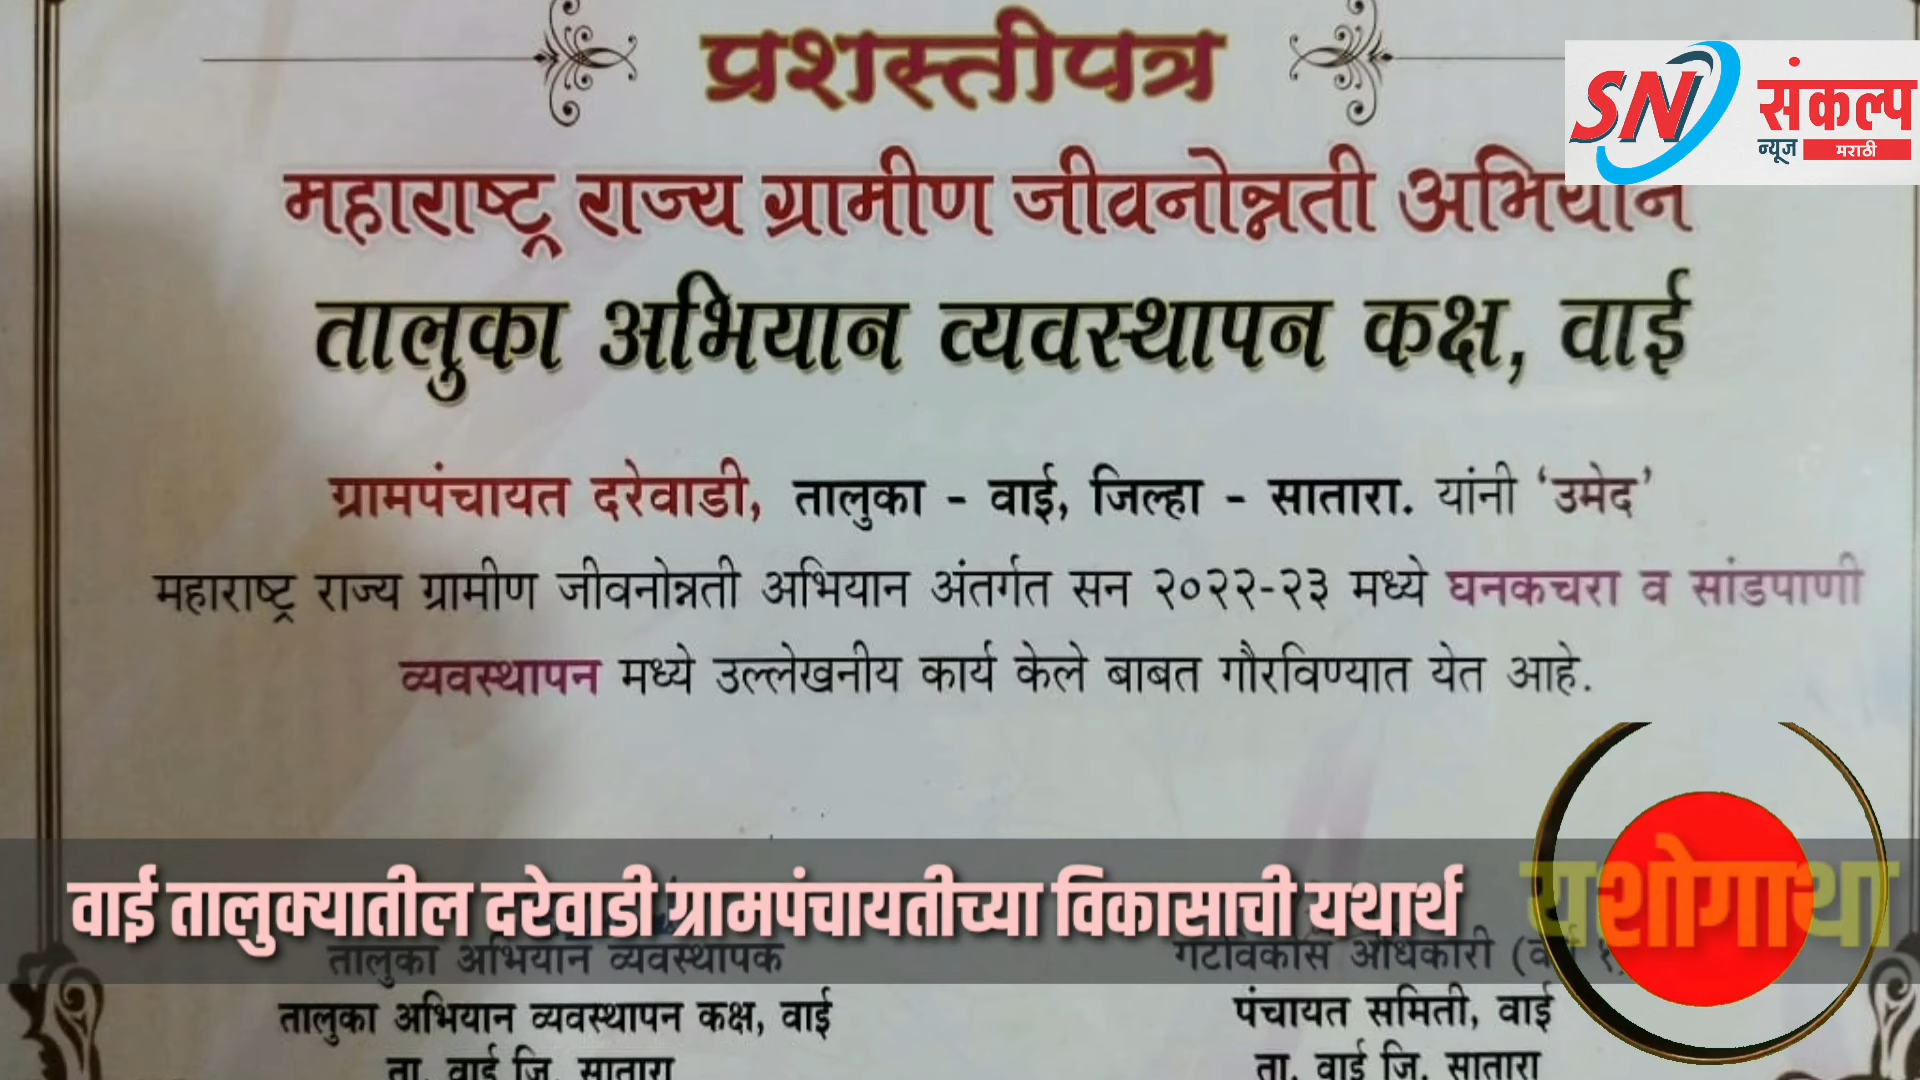 प्रशस्तीपत्र
SN संकल्प
न्यूज मराठी
महाराष्ट्र राज्य ग्रामीण जीवनोन्नती अभियान
तालुका अभियान व्यवस्थापन कक्ष, वाई
ग्रामपंचायत दरेवाडी, तालुका - वाई, जिल्हा - सातारा. यांनी ‘उमेद’
महाराष्ट्र राज्य ग्रामीण जीवनोन्नती अभियान अंतर्गत सन २०२२-२३ मध्ये घनकचरा व सांडपाणी
व्यवस्थापन मध्ये उल्लेखनीय कार्य केले बाबत गौरविण्यात येत आहे.
वाई तालुक्यातील दरेवाडी ग्रामपंचायतीच्या विकासाची यथार्थ यशोगाथा
तालुका अभियान व्यवस्थापक
गटविकास अधिकारी
तालुका अभियान व्यवस्थापन कक्ष, वाई
पंचायत समिती, वाई
ता. वाई जि. सातारा
ता. वाई जि. सातारा